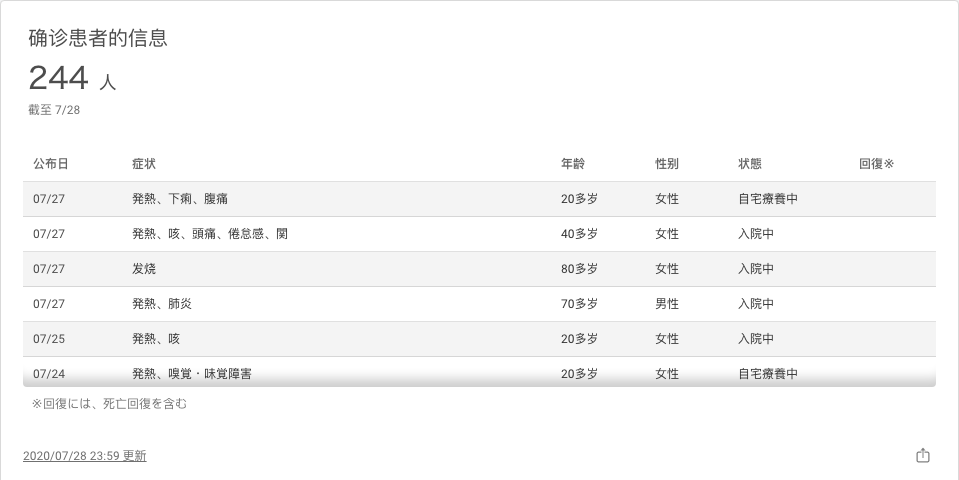 确诊患者的信息
244 人
截至 7/28
公布日 症状 年齢 性别 状態 回復※
07/27 発熱、下痢、腹痛 20多岁 女性 自宅療養中
07/27 発熱、咳、頭痛、倦怠感、関 40多岁 女性 入院中
07/27 发烧 80多岁 女性 入院中
07/27 発熱、肺炎 70多岁 男性 入院中
07/25 発熱、咳 20多岁 女性 入院中
07/24 発熱、嗅覚・味覚障害 20多岁 女性 自宅療養中
※回復には、死亡回復を含む
2020/07/28 23:59 更新